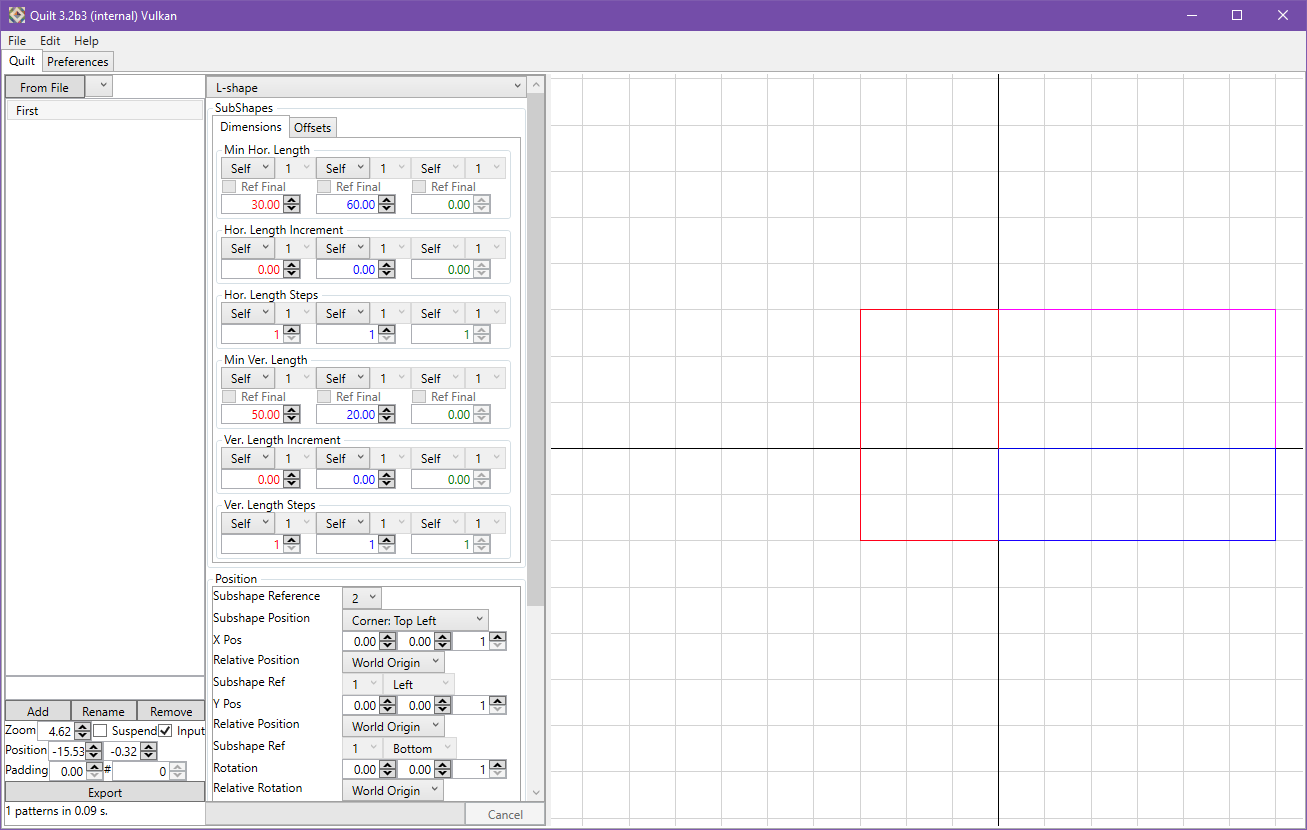 Quilt 3.2b3 (internal) Vulkan
File Edit Help
Quilt Preferences
From File
First
Add Rename Remove
Zoom 4.62 Suspend Input
Position -15.53 -0.32
Padding 0.00 # 0
Export
1 patterns in 0.09 s.
L-shape
SubShapes
Dimensions Offsets
Min Hor. Length
Self 1 Self 1 Self 1
Ref Final Ref Final Ref Final
30.00 60.00 0.00
Hor. Length Increment
Self 1 Self 1 Self 1
0.00 0.00 0.00
Hor. Length Steps
Self 1 Self 1 Self 1
1 1 1
Min Ver. Length
Self 1 Self 1 Self 1
Ref Final Ref Final Ref Final
50.00 20.00 0.00
Ver. Length Increment
Self 1 Self 1 Self 1
0.00 0.00 0.00
Ver. Length Steps
Self 1 Self 1 Self 1
1 1 1
Position
Subshape Reference 2
Subshape Position Corner: Top Left
X Pos 0.00 0.00 1
Relative Position World Origin
Subshape Ref 1 Left
Y Pos 0.00 0.00 1
Relative Position World Origin
Subshape Ref 1 Bottom
Rotation 0.00 0.00 1
Relative Rotation World Origin
Cancel